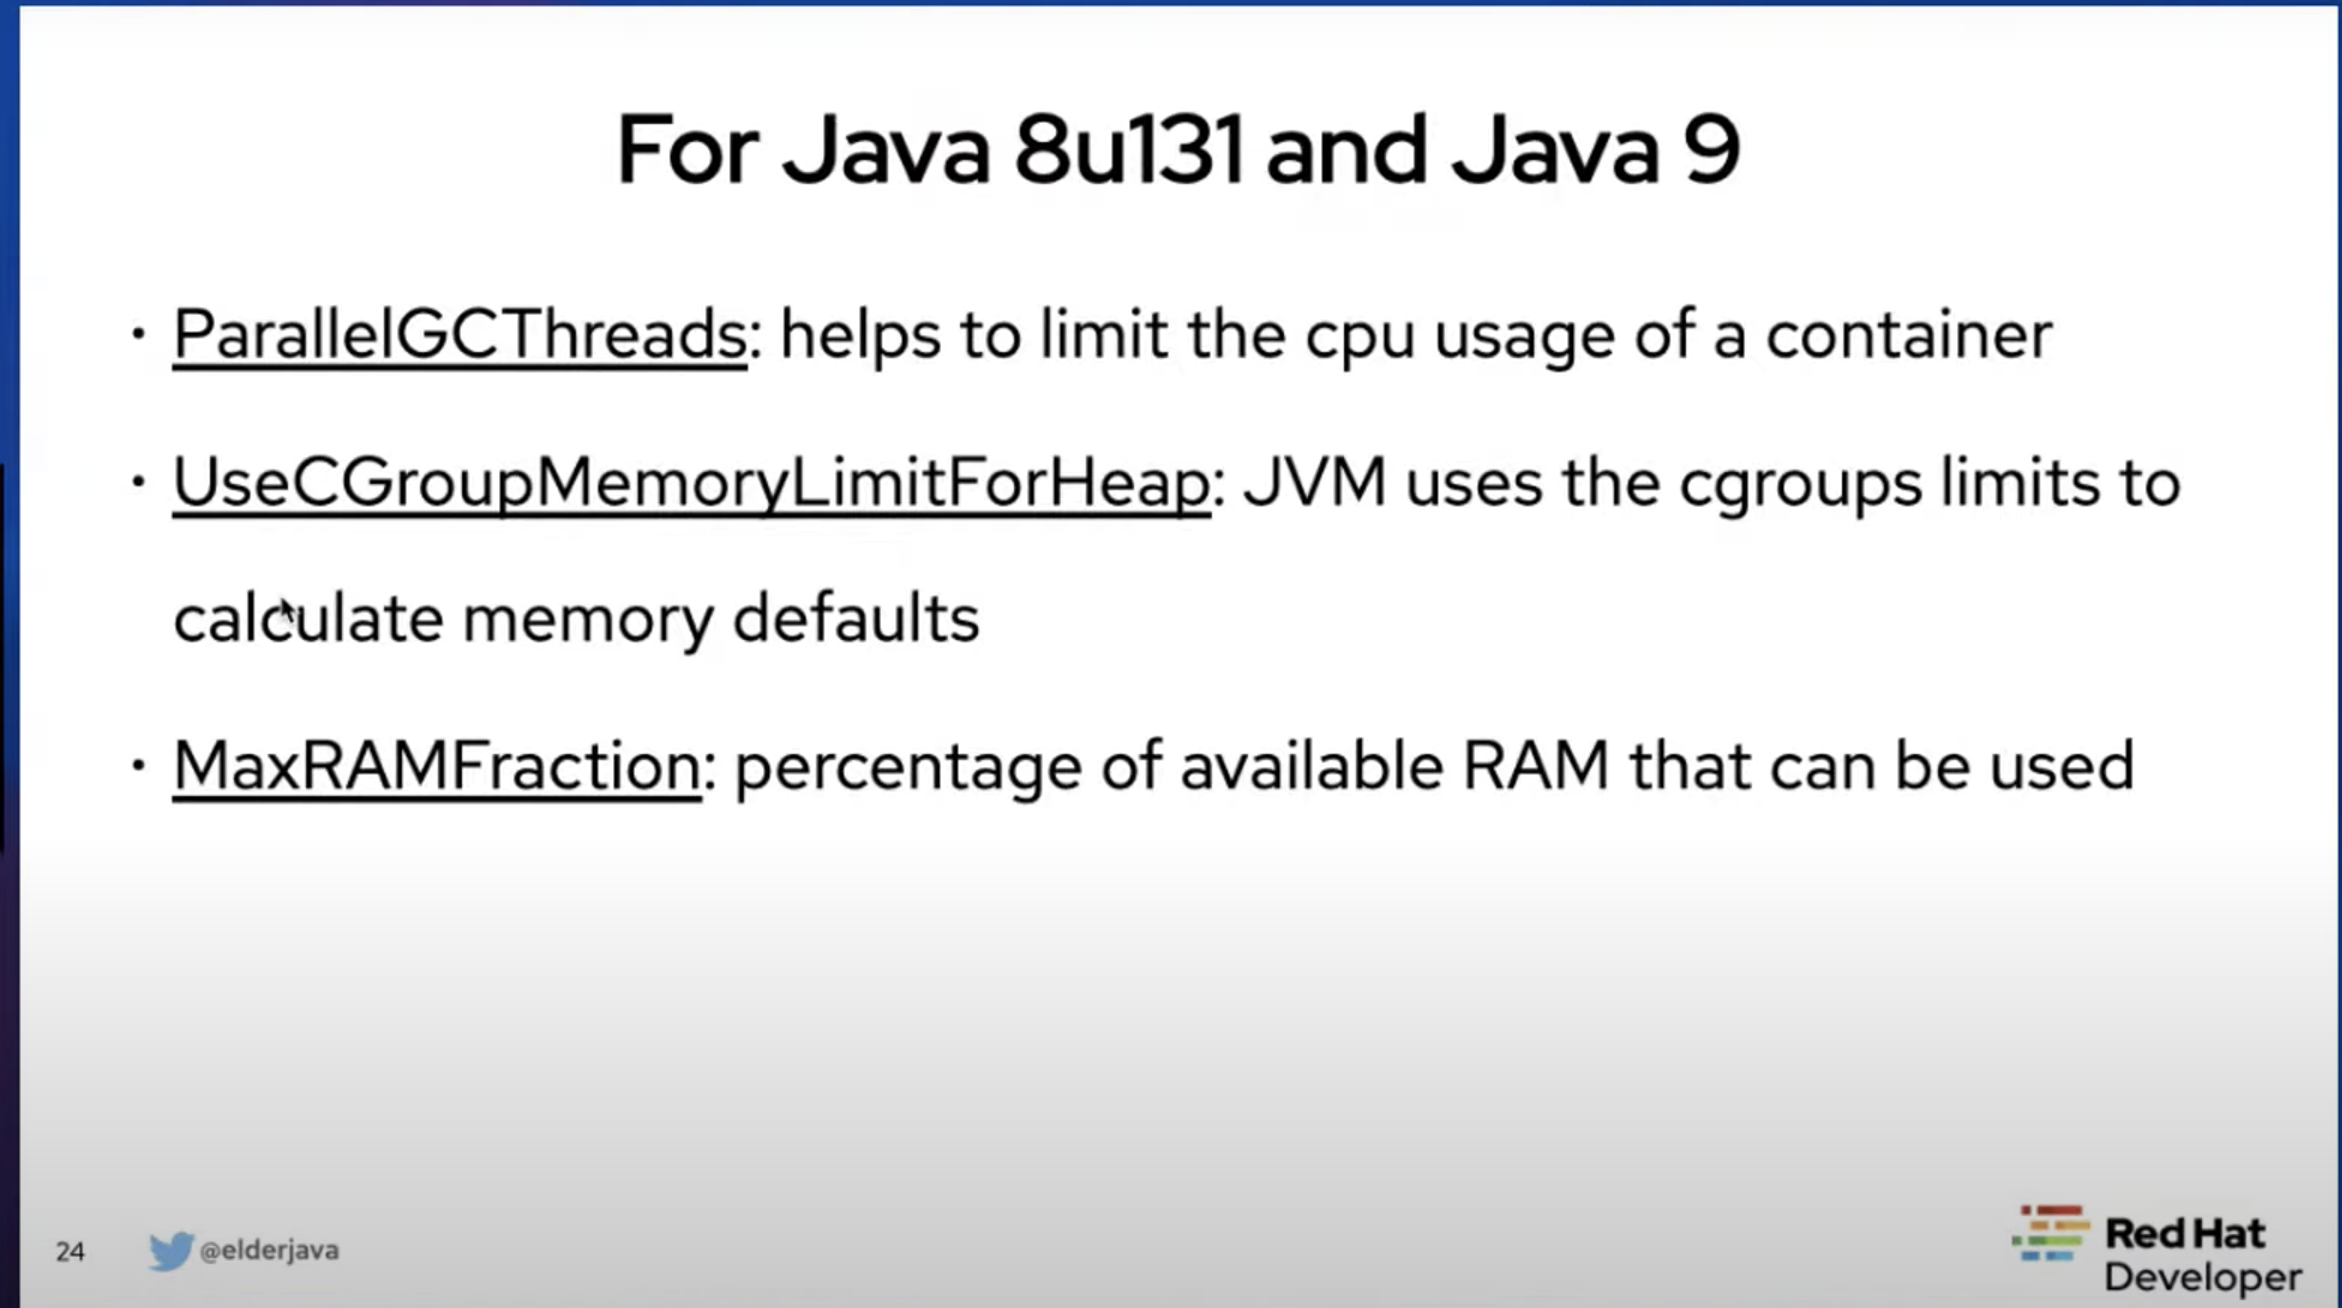 For Java 8u131 and Java 9
• ParallelGCThreads: helps to limit the cpu usage of a container
• UseCGroupMemoryLimitForHeap: JVM uses the cgroups limits to
calculate memory defaults
• MaxRAMFraction: percentage of available RAM that can be used
24 @elderjava
Red Hat
Developer